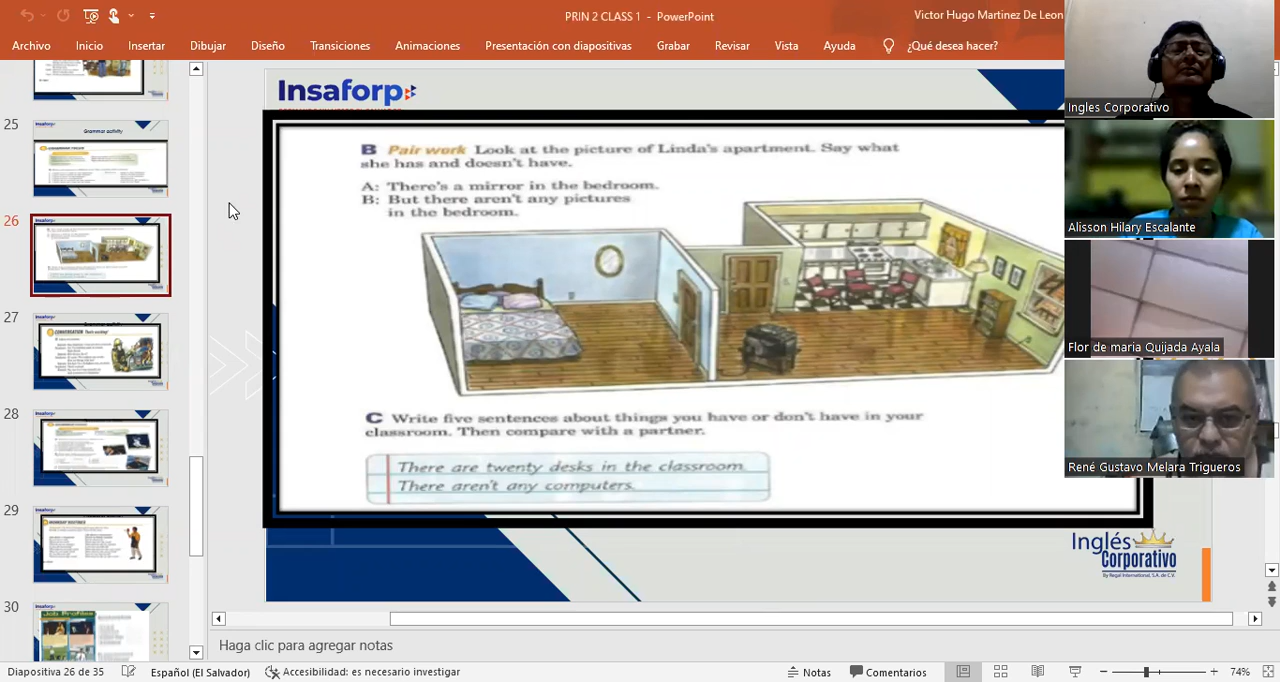 PRIN 2 CLASS 1 - PowerPoint
Victor Hugo Martinez De Leon
Archivo
Inicio
Insertar
Dibujar
Diseño
Transiciones
Animaciones
Presentación con diapositivas
Grabar
Revisar
Vista
Ayuda
¿Qué desea hacer?
Ingles Corporativo
Alisson Hilary Escalante
Flor de maria Quijada Ayala
René Gustavo Melara Trigueros
25
Grammar activity
26
27
28
29
30
Job Profiles
Insaforp
B Pair work Look at the picture of Linda's apartment. Say what
she has and doesn't have.
A: There's a mirror in the bedroom.
B: But there aren't any pictures
in the bedroom.
C Write five sentences about things you have or don't have in your
classroom. Then compare with a partner.
There are twenty desks in the classroom.
There aren't any computers.
Inglés
Corporativo
By Regal International, S.A. de C.V.
Haga clic para agregar notas
Diapositiva 26 de 35
Español (El Salvador)
Accesibilidad: es necesario investigar
Notas
Comentarios
74%